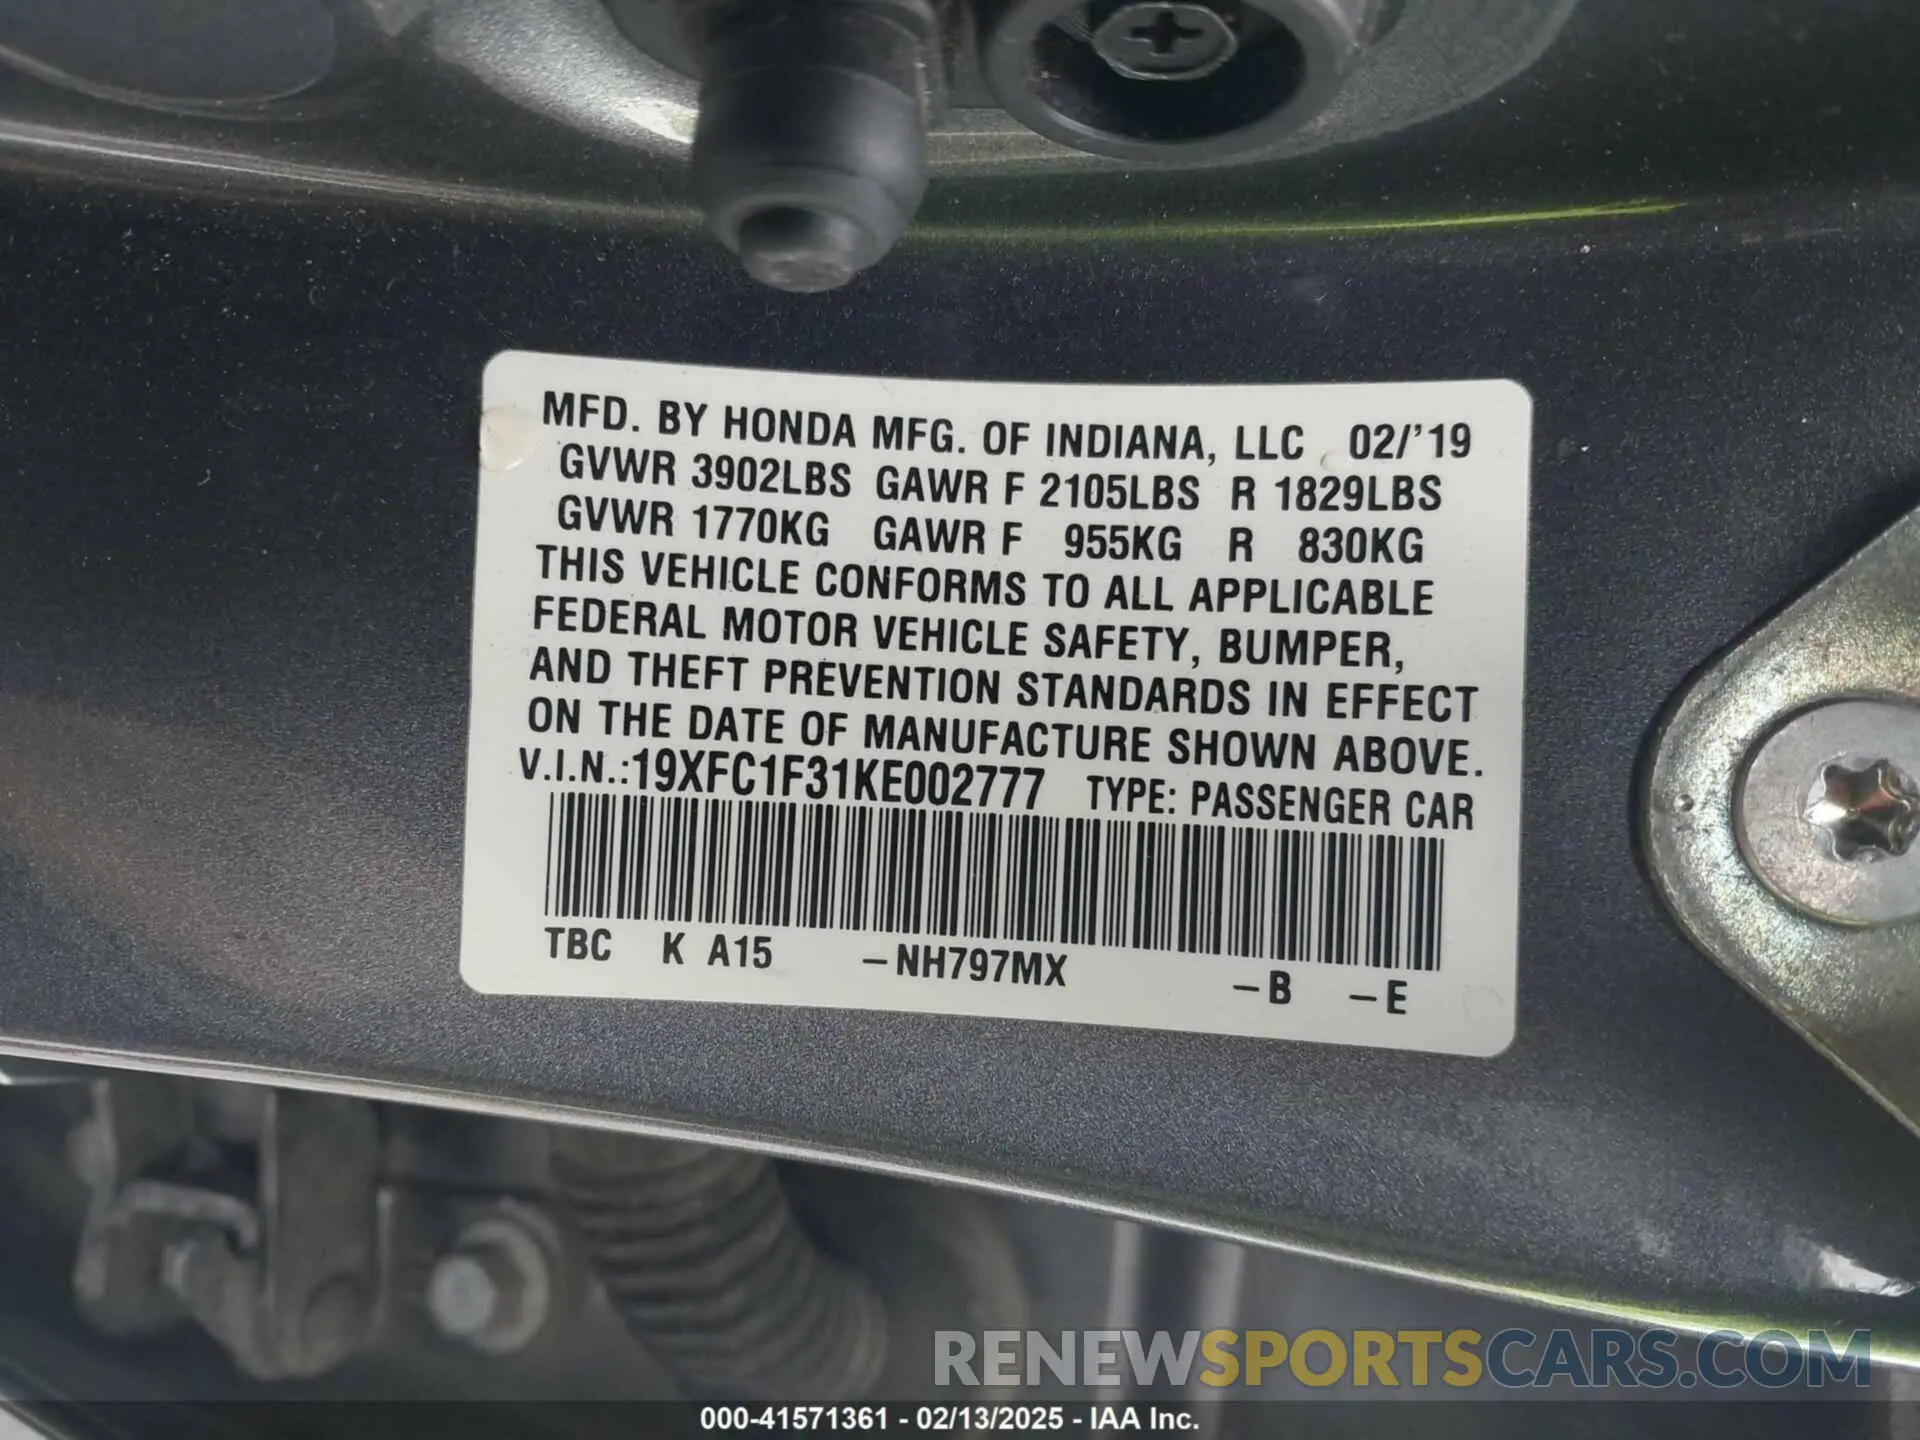 MFD. BY HONDA MFG. OF INDIANA, LLC 02/'19
GVWR 3902LBS GAWR F 2105LBS R 1829LBS
GVWR 1770KG GAWR F 955KG R 830KG
THIS VEHICLE CONFORMS TO ALL APPLICABLE
FEDERAL MOTOR VEHICLE SAFETY, BUMPER,
AND THEFT PREVENTION STANDARDS IN EFFECT
ON THE DATE OF MANUFACTURE SHOWN ABOVE.
V.I.N.:19XFC1F31KE002777 TYPE: PASSENGER CAR
TBC K A15 –NH797MX –B –E
RENEWSPORTSCARS.COM
000-41571361 - 02/13/2025 - IAA Inc.